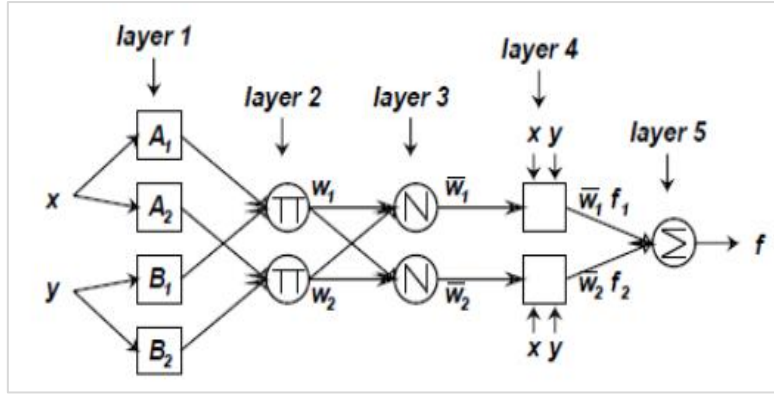 layer 1
layer 2
layer 3
layer 4
layer 5
x y
A₁
x
A₂
Π
w₁
N
w̅₁
w̅₁ f₁
Σ
f
y
B₁
Π
w₂
N
w̅₂
w̅₂ f₂
B₂
x y